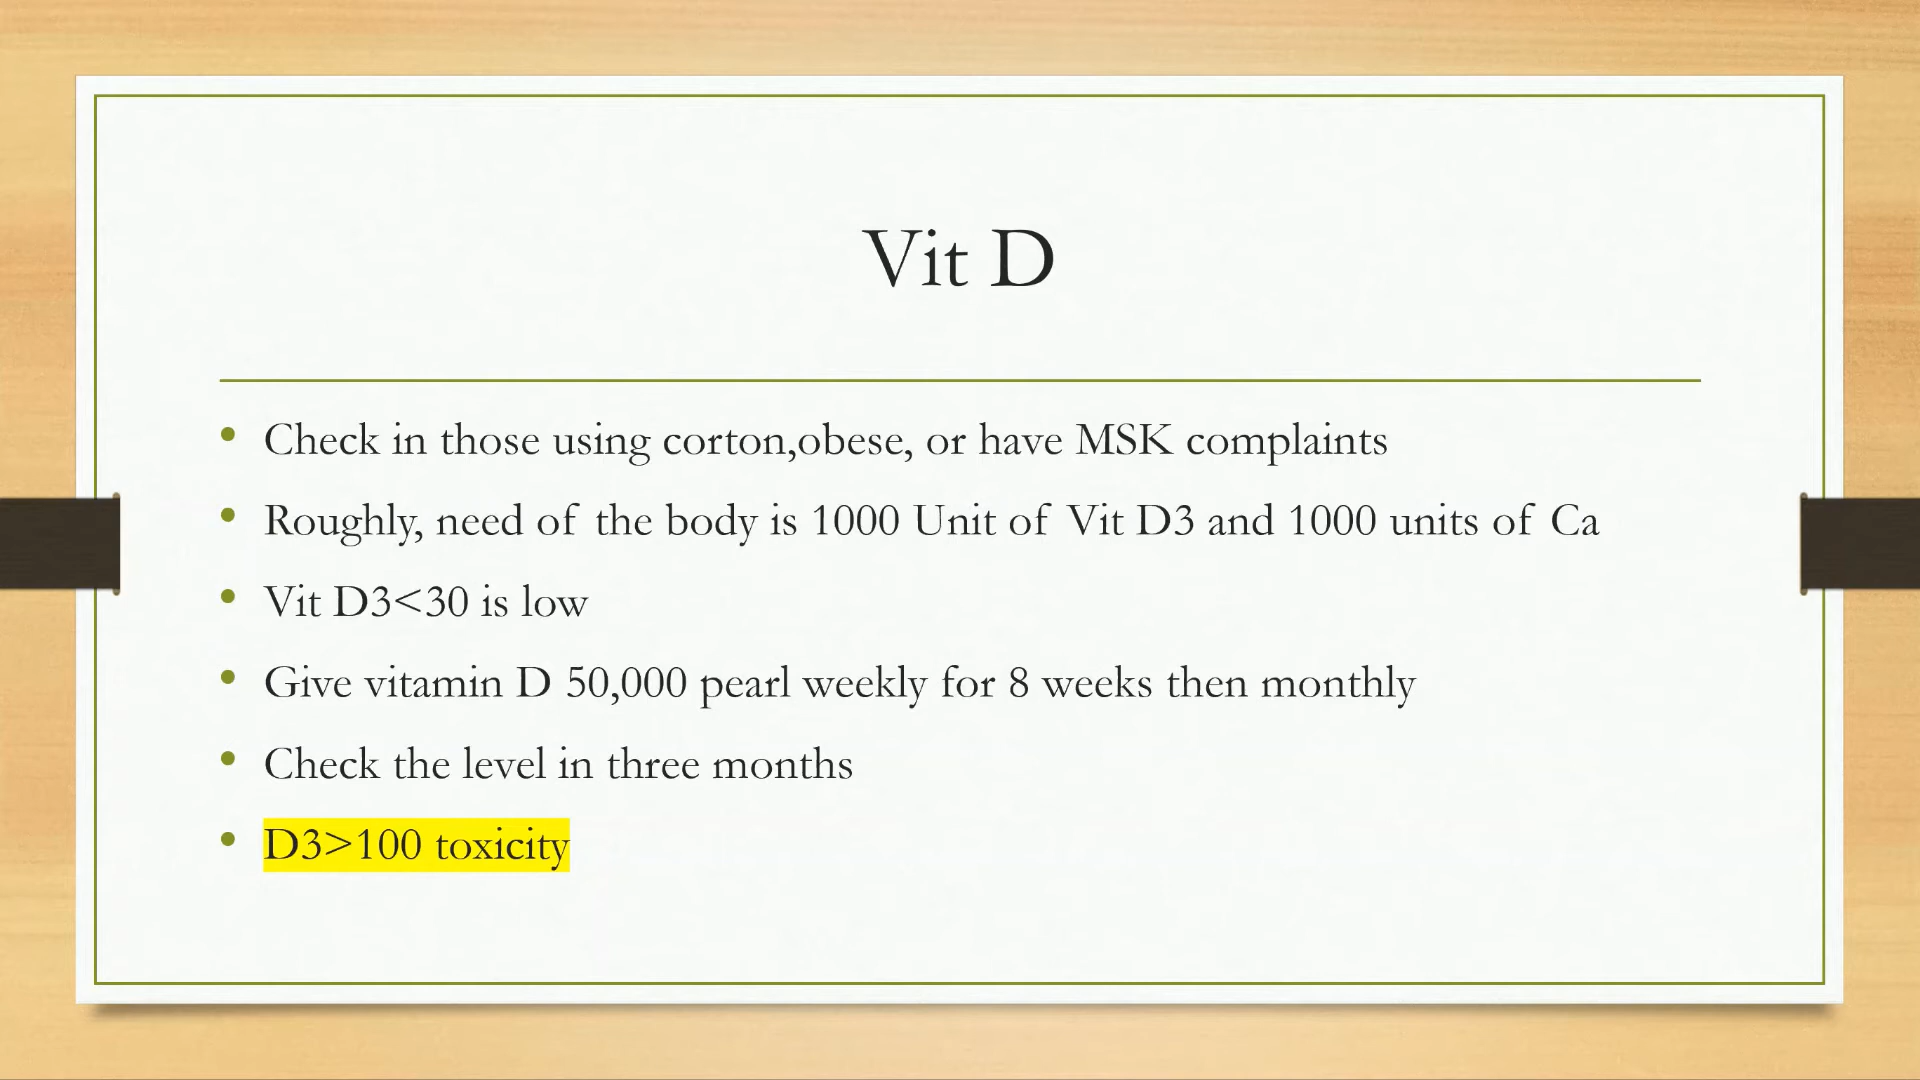 Vit D
• Check in those using corton,obese, or have MSK complaints
• Roughly, need of the body is 1000 Unit of Vit D3 and 1000 units of Ca
• Vit D3<30 is low
• Give vitamin D 50,000 pearl weekly for 8 weeks then monthly
• Check the level in three months
• D3>100 toxicity